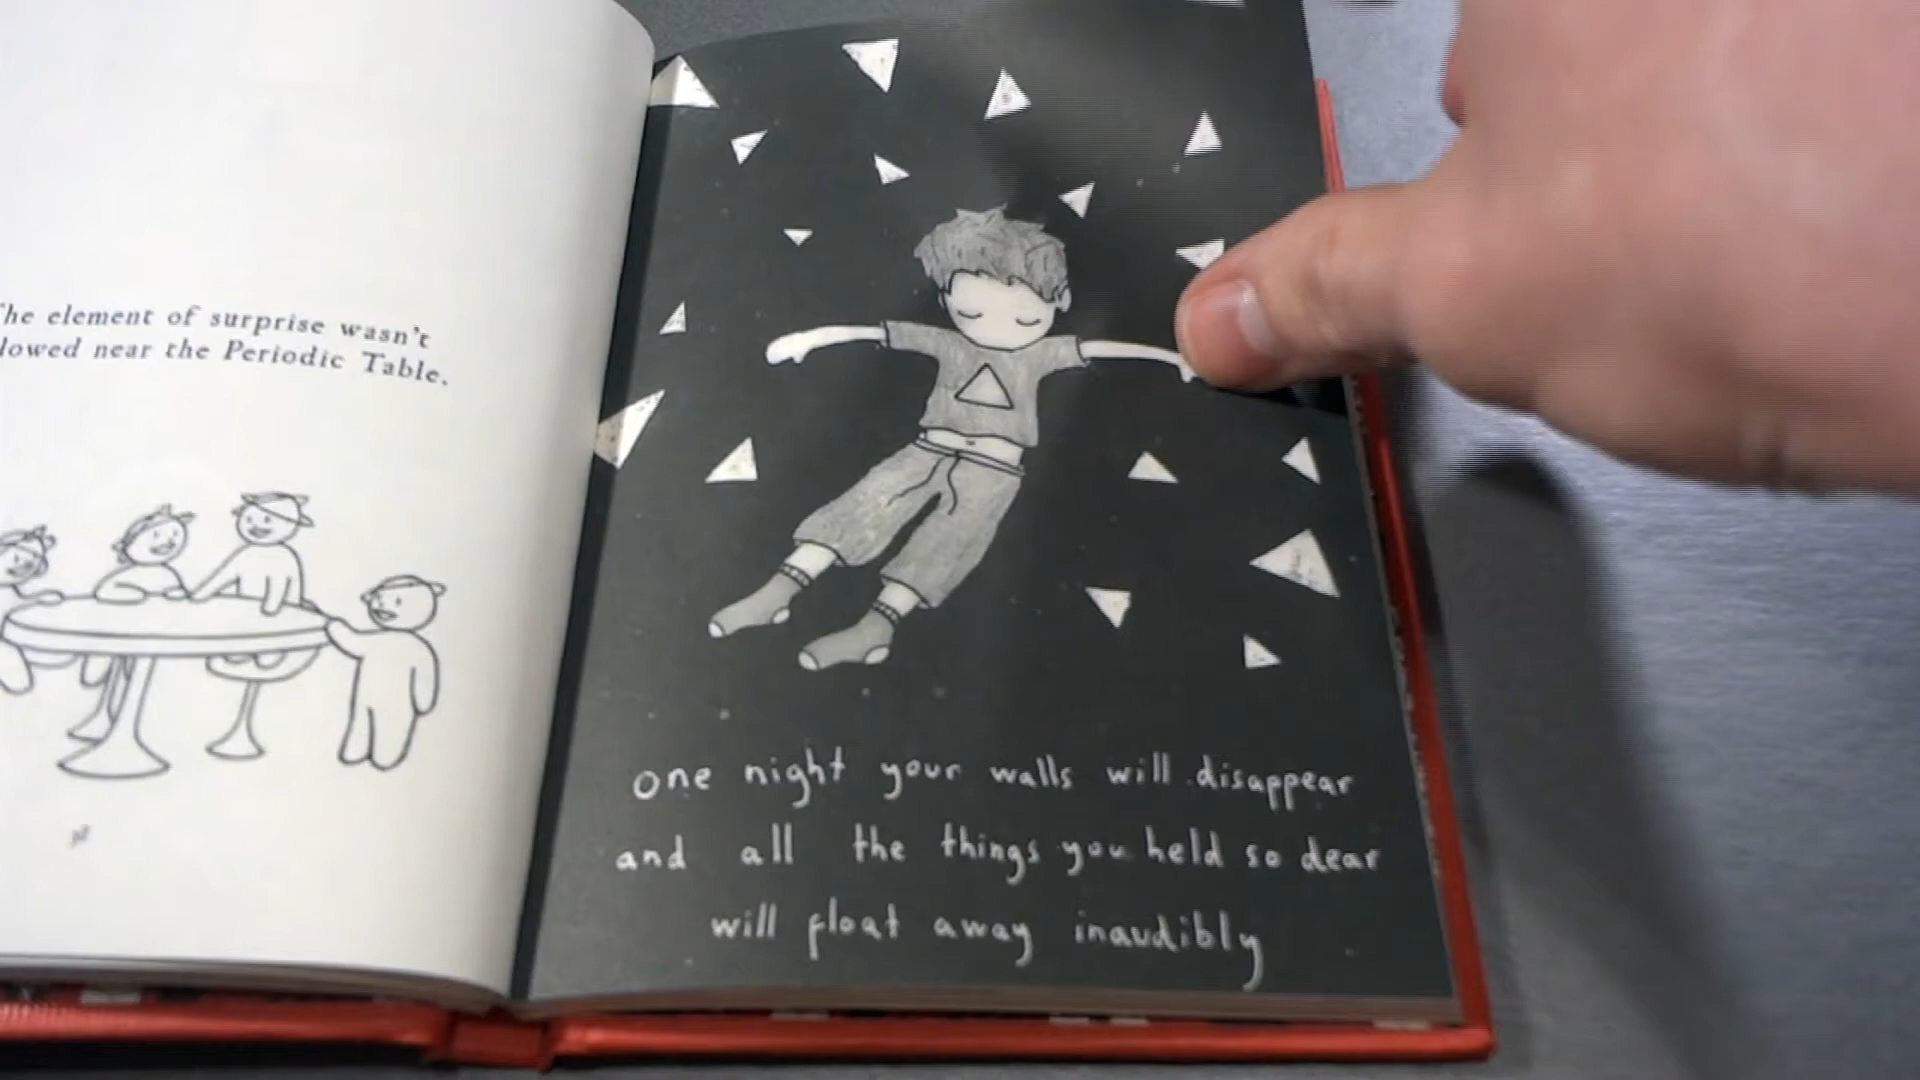 The element of surprise wasn't
near the Periodic Table.
one night your walls will disappear
and all the things you held so dear
will float away inaudibly